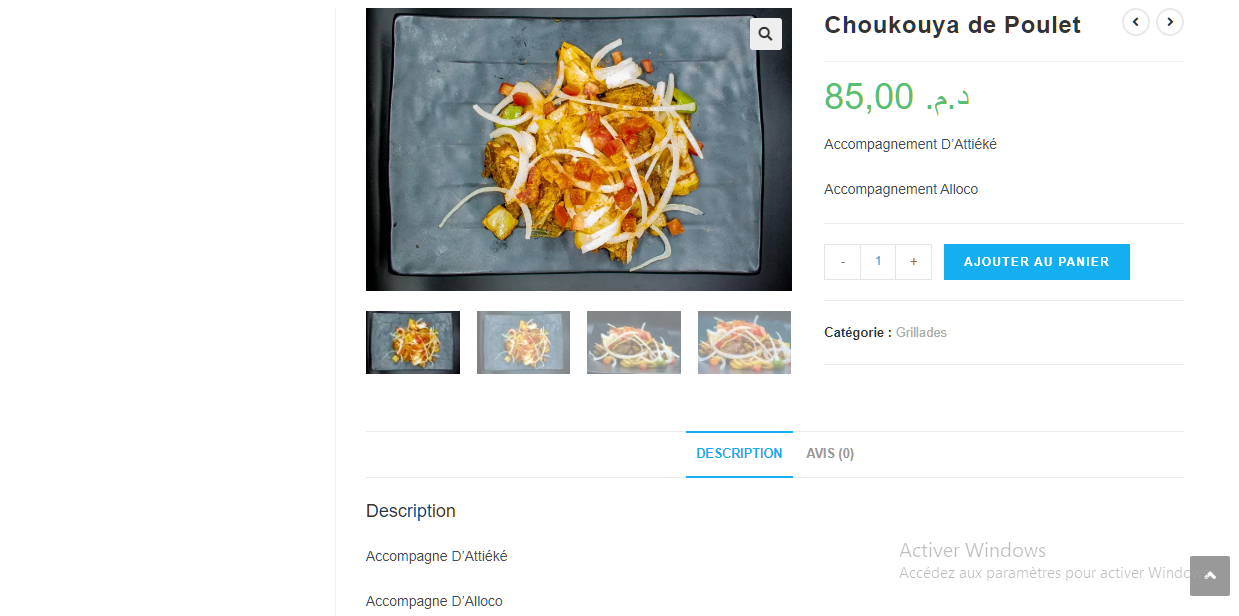 Choukouya de Poulet
85,00 د.م.
Accompagnement D’Attiéké
Accompagnement Alloco
- 1 + AJOUTER AU PANIER
Catégorie : Grillades
DESCRIPTION AVIS (0)
Description
Accompagne D’Attiéké
Accompagne D’Alloco
Activer Windows
Accédez aux paramètres pour activer Windows